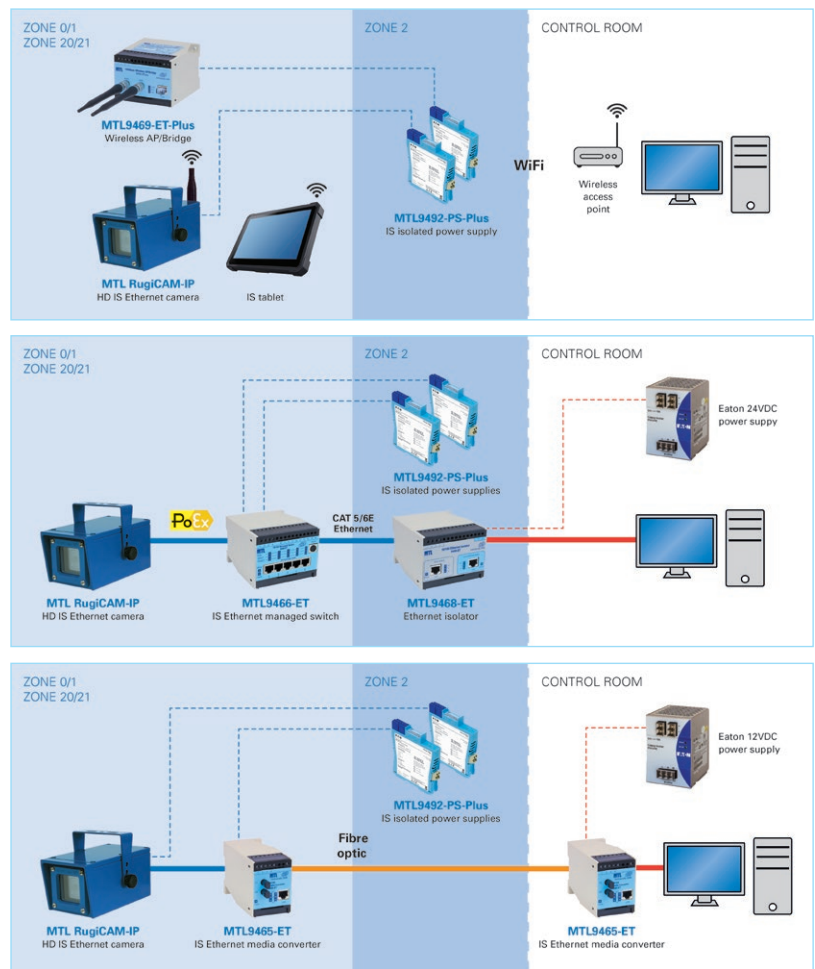 ZONE 0/1
ZONE 20/21
ZONE 2
CONTROL ROOM
MTL9469-ET-Plus
Wireless AP/Bridge
MTL9492-PS-Plus
IS isolated power supply
WiFi
Wireless
access
point
MTL RugiCAM-IP
HD IS Ethernet camera
IS tablet
ZONE 0/1
ZONE 20/21
ZONE 2
CONTROL ROOM
Eaton 24VDC
power suppy
MTL9492-PS-Plus
IS isolated power supplies
PoEx
CAT 5/6E
Ethernet
MTL
MTL
MTL RugiCAM-IP
HD IS Ethernet camera
MTL9466-ET
IS Ethernet managed switch
MTL9468-ET
Ethernet isolator
ZONE 0/1
ZONE 20/21
ZONE 2
CONTROL ROOM
Eaton 12VDC
power supply
MTL9492-PS-Plus
IS isolated power supplies
Fibre
optic
MTL
MTL
MTL RugiCAM-IP
HD IS Ethernet camera
MTL9465-ET
IS Ethernet media converter
MTL9465-ET
IS Ethernet media converter